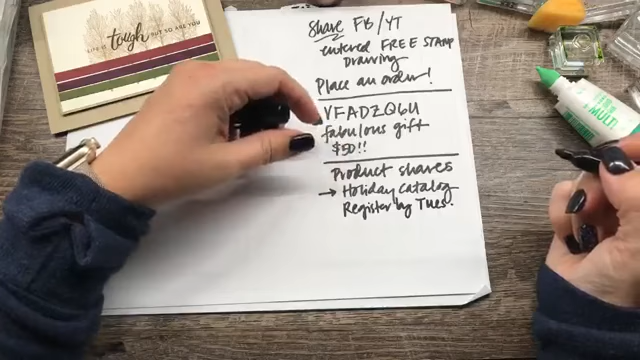 LIFE IS tough BUT SO ARE YOU
Share FB/YT
entered FREE STAMP
Drawing
Place an order!
VFADZQ6U
fabulous gift
$50!!
Product shares
→ Holiday catalog
Register by Tues.
MULTI